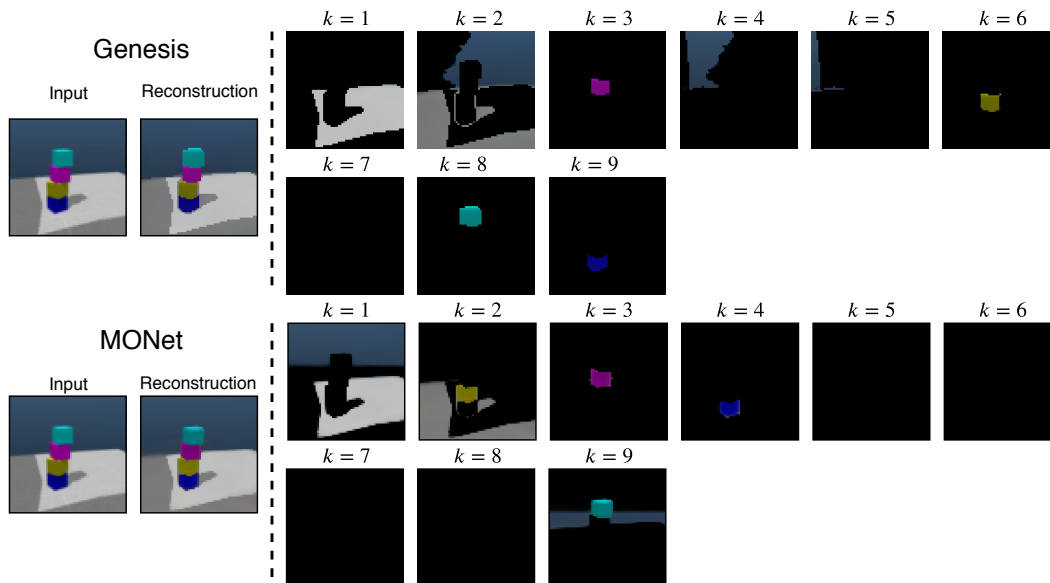 Genesis
Input Reconstruction
k = 1 k = 2 k = 3 k = 4 k = 5 k = 6
k = 7 k = 8 k = 9
MONet
Input Reconstruction
k = 1 k = 2 k = 3 k = 4 k = 5 k = 6
k = 7 k = 8 k = 9